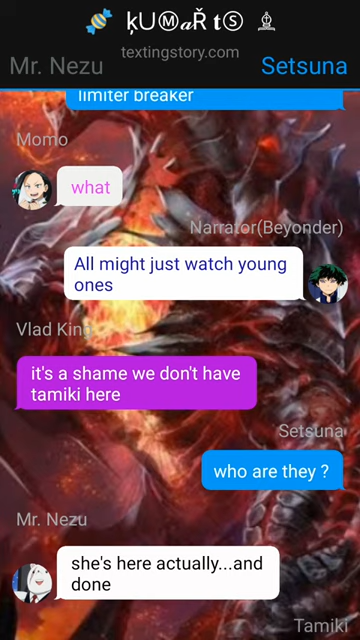 🍬 ķUⓂ𝒶Ř 𝐭Ⓢ ♗
textingstory.com
Mr. Nezu
Setsuna
limiter breaker
Momo
what
Narrator(Beyonder)
All might just watch young
ones
Vlad King
it's a shame we don't have
tamiki here
Setsuna
who are they ?
Mr. Nezu
she's here actually...and
done
Tamiki